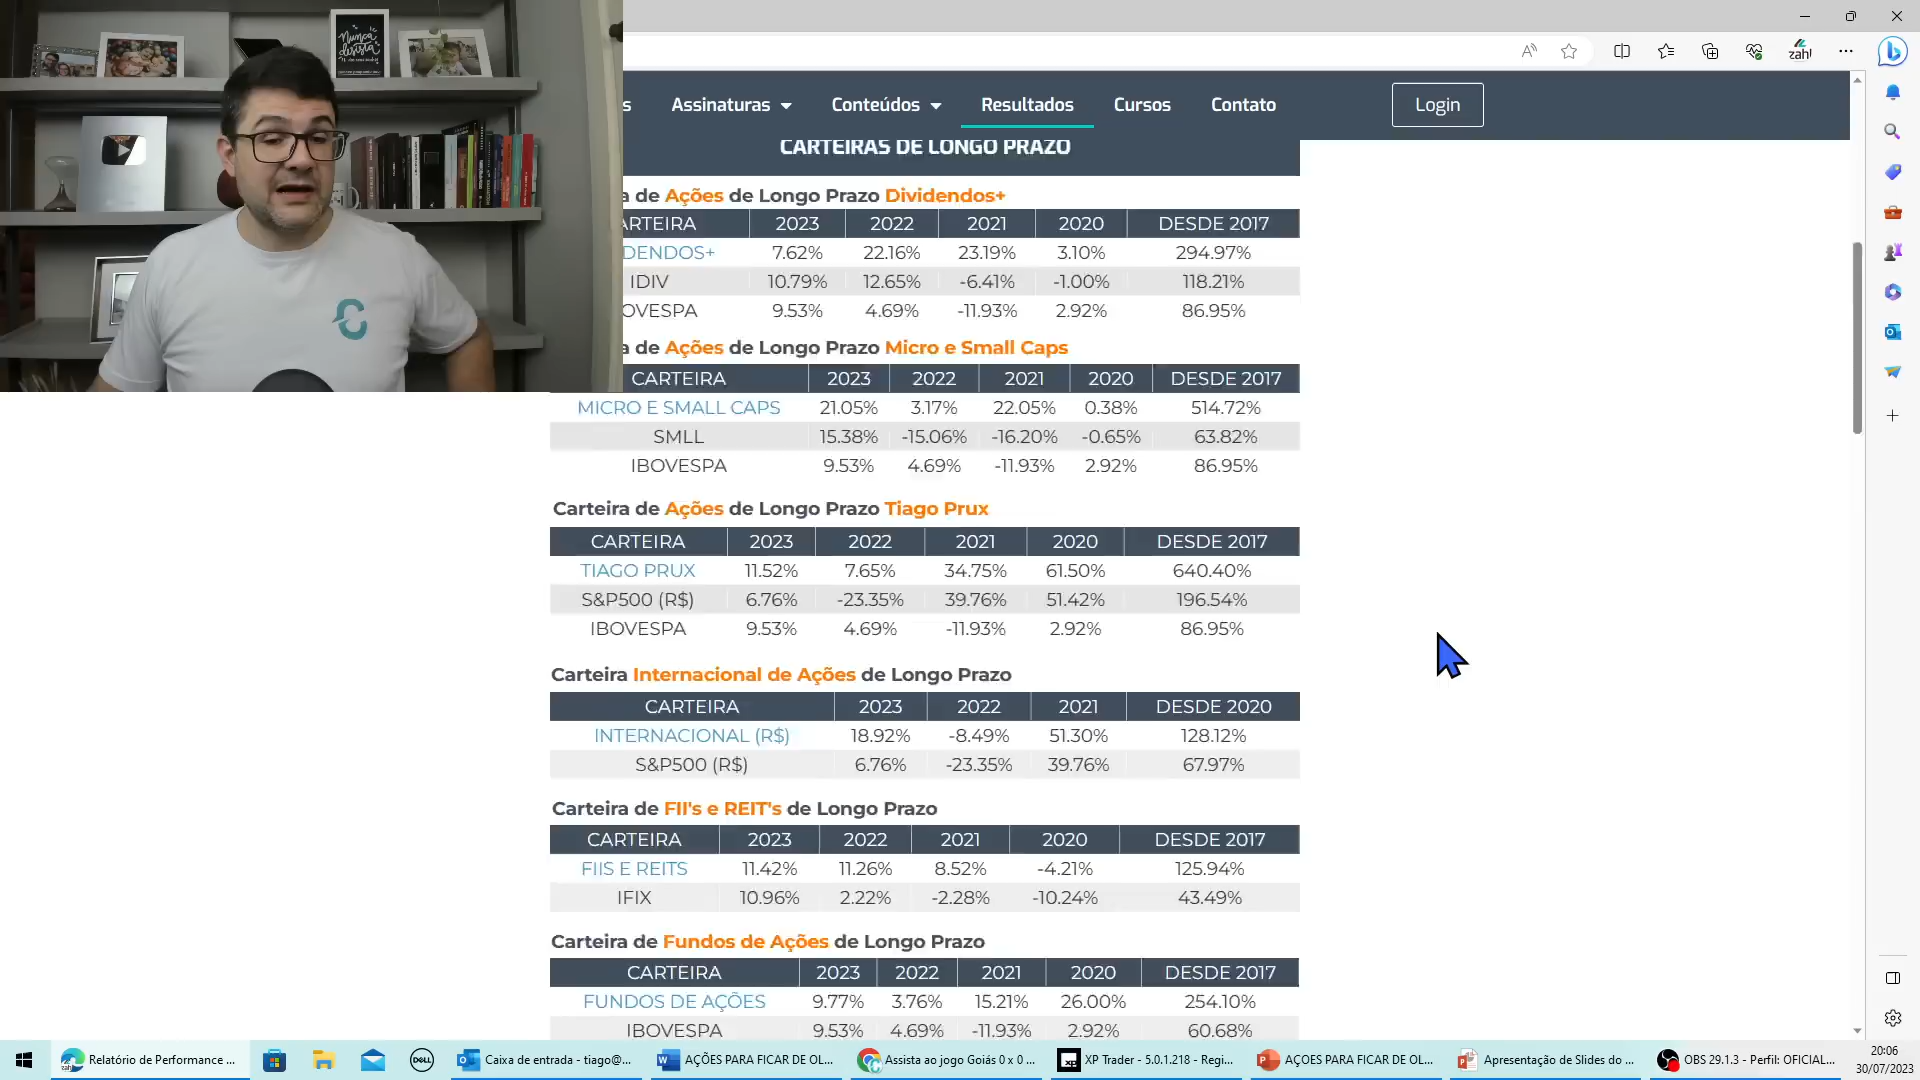 Nunca
desista
zah!
s Assinaturas Conteúdos Resultados Cursos Contato Login
CARTEIRAS DE LONGO PRAZO
a de Ações de Longo Prazo Dividendos+
ARTEIRA 2023 2022 2021 2020 DESDE 2017
DENDOS+ 7.62% 22.16% 23.19% 3.10% 294.97%
IDIV 10.79% 12.65% -6.41% -1.00% 118.21%
OVESPA 9.53% 4.69% -11.93% 2.92% 86.95%
a de Ações de Longo Prazo Micro e Small Caps
CARTEIRA 2023 2022 2021 2020 DESDE 2017
MICRO E SMALL CAPS 21.05% 3.17% 22.05% 0.38% 514.72%
SMLL 15.38% -15.06% -16.20% -0.65% 63.82%
IBOVESPA 9.53% 4.69% -11.93% 2.92% 86.95%
Carteira de Ações de Longo Prazo Tiago Prux
CARTEIRA 2023 2022 2021 2020 DESDE 2017
TIAGO PRUX 11.52% 7.65% 34.75% 61.50% 640.40%
S&P500 (R$) 6.76% -23.35% 39.76% 51.42% 196.54%
IBOVESPA 9.53% 4.69% -11.93% 2.92% 86.95%
Carteira Internacional de Ações de Longo Prazo
CARTEIRA 2023 2022 2021 DESDE 2020
INTERNACIONAL (R$) 18.92% -8.49% 51.30% 128.12%
S&P500 (R$) 6.76% -23.35% 39.76% 67.97%
Carteira de FII's e REIT's de Longo Prazo
CARTEIRA 2023 2022 2021 2020 DESDE 2017
FIIS E REITS 11.42% 11.26% 8.52% -4.21% 125.94%
IFIX 10.96% 2.22% -2.28% -10.24% 43.49%
Carteira de Fundos de Ações de Longo Prazo
CARTEIRA 2023 2022 2021 2020 DESDE 2017
FUNDOS DE AÇÕES 9.77% 3.76% 15.21% 26.00% 254.10%
IBOVESPA 9.53% 4.69% -11.93% 2.92% 60.68%
zah! Relatório de Performance ... DELL Caixa de entrada - tiago@... AÇÕES PARA FICAR DE OL... Assista ao jogo Goiás 0 x 0 ... XP Trader - 5.0.1.218 - Regi... AÇOES PARA FICAR DE OL... Apresentação de Slides do ... OBS 29.1.3 - Perfil: OFICIAL... 20:06
30/07/2023